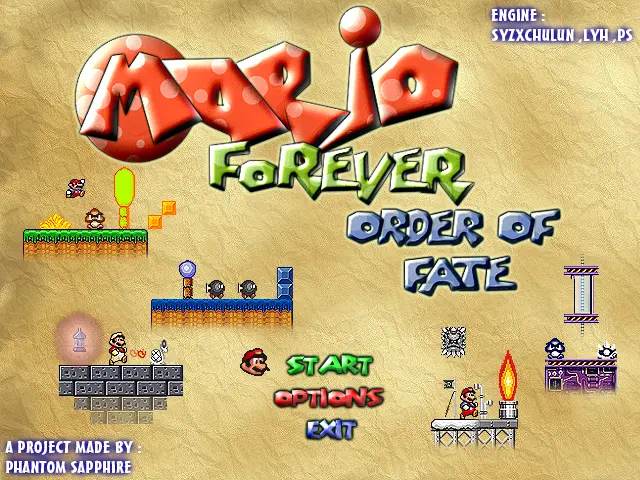 ENGINE :
SYZXCHULUN ,LYH ,PS
MARIO
FOREVER
ORDER OF
FATE
START
OPTIONS
EXIT
A PROJECT MADE BY :
PHANTOM SAPPHIRE